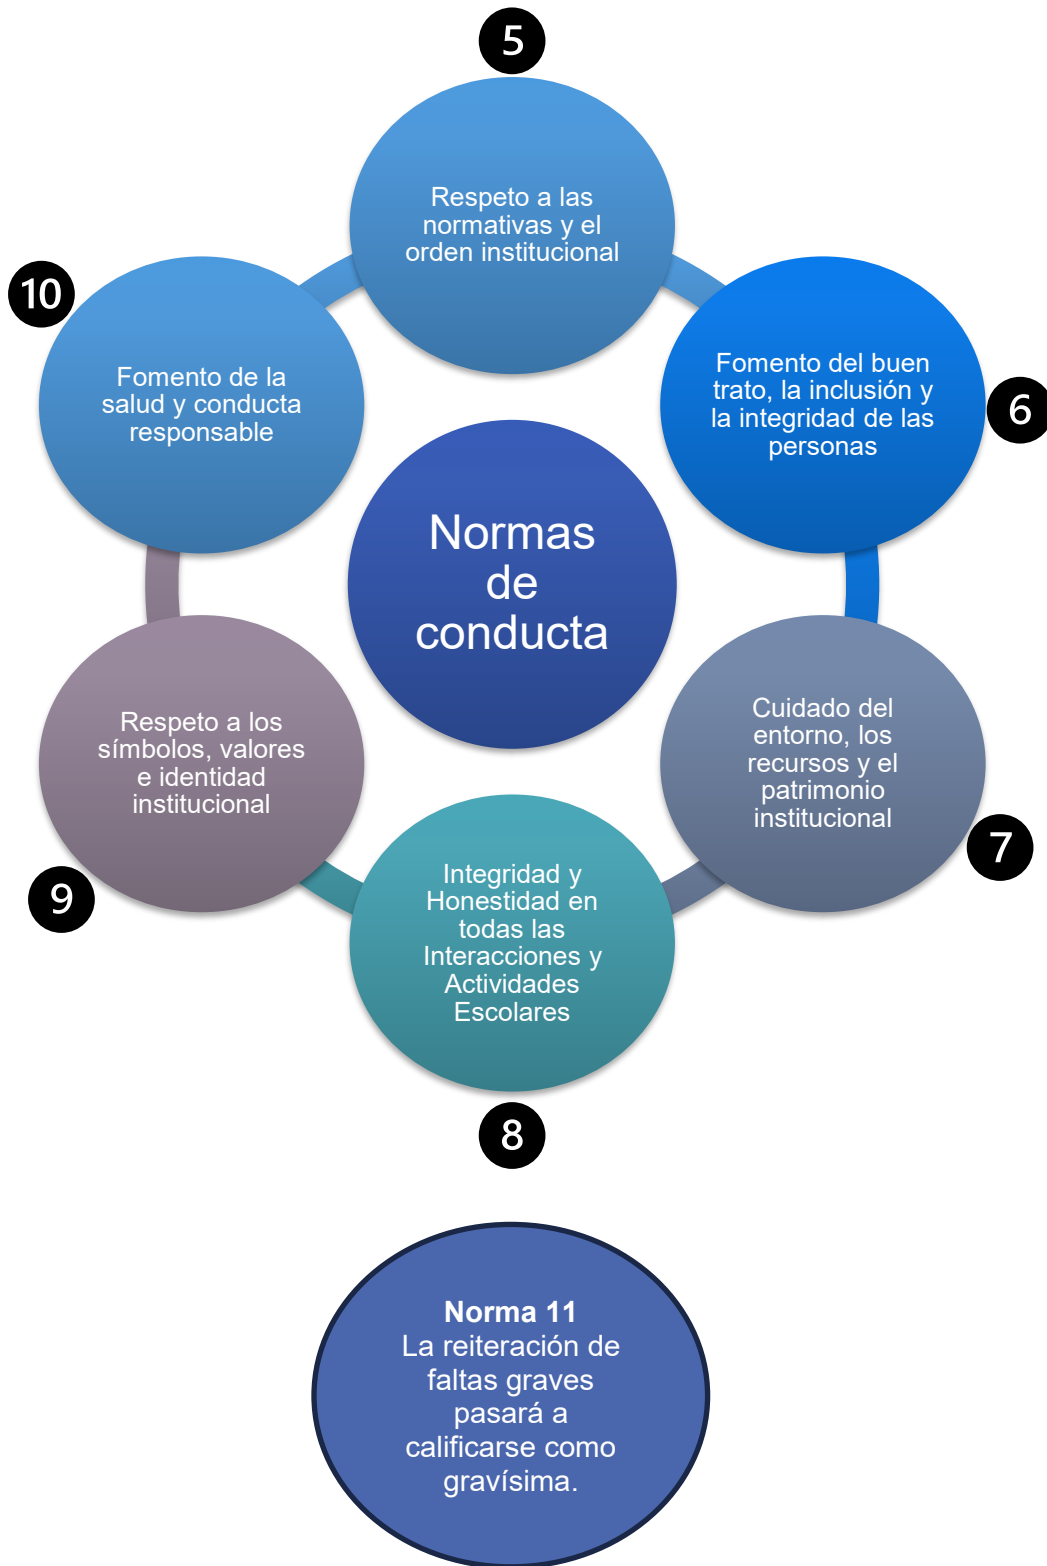 5
Respeto a las
normativas y el
orden institucional
6
Fomento del buen
trato, la inclusión y
la integridad de las
personas
7
Cuidado del
entorno, los
recursos y el
patrimonio
institucional
8
Integridad y
Honestidad en
todas las
Interacciones y
Actividades
Escolares
9
Respeto a los
símbolos, valores
e identidad
institucional
10
Fomento de la
salud y conducta
responsable
Normas
de
conducta
Norma 11
La reiteración de
faltas graves
pasará a
calificarse como
gravísima.